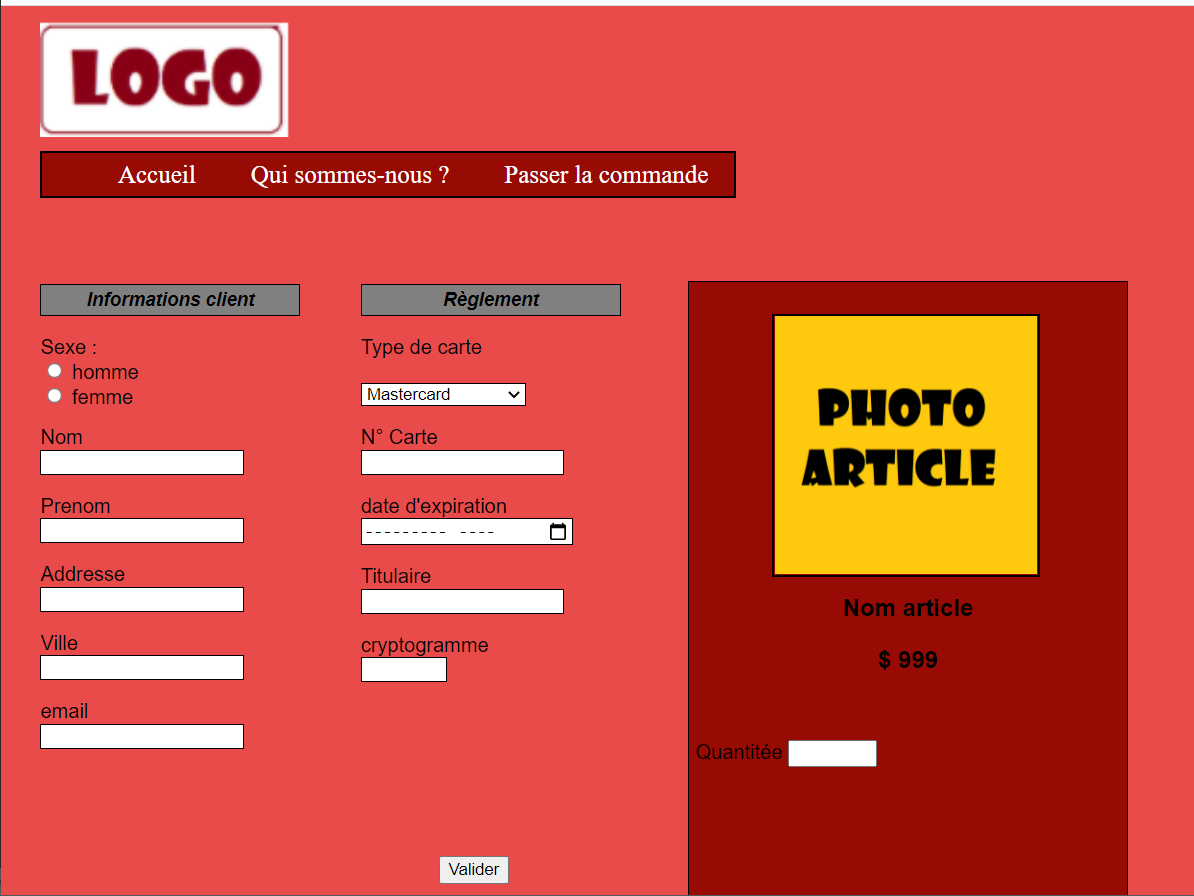 LOGO
Accueil Qui sommes-nous ? Passer la commande
Informations client
Sexe :
homme
femme
Nom
Prenom
Addresse
Ville
email
Règlement
Type de carte
Mastercard
N° Carte
date d'expiration
--------- ----
Titulaire
cryptogramme
Valider
PHOTO
ARTICLE
Nom article
$ 999
Quantitée